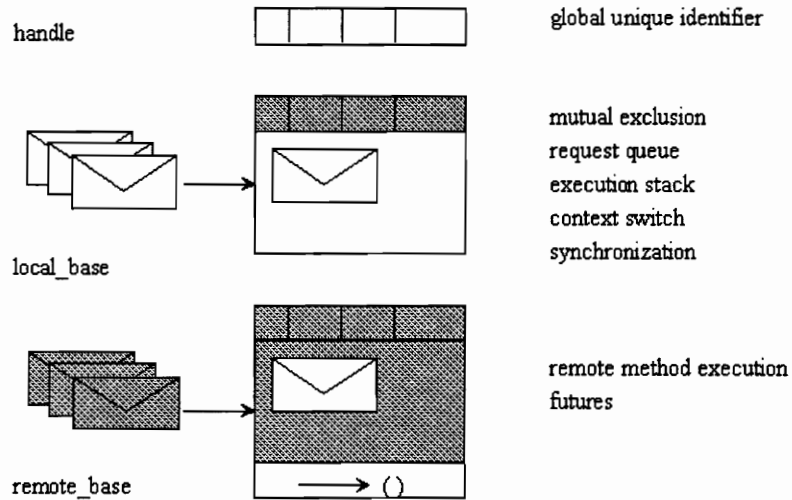 handle
global unique identifier
mutual exclusion
request queue
execution stack
context switch
synchronization
local_base
remote method execution
futures
remote_base
()